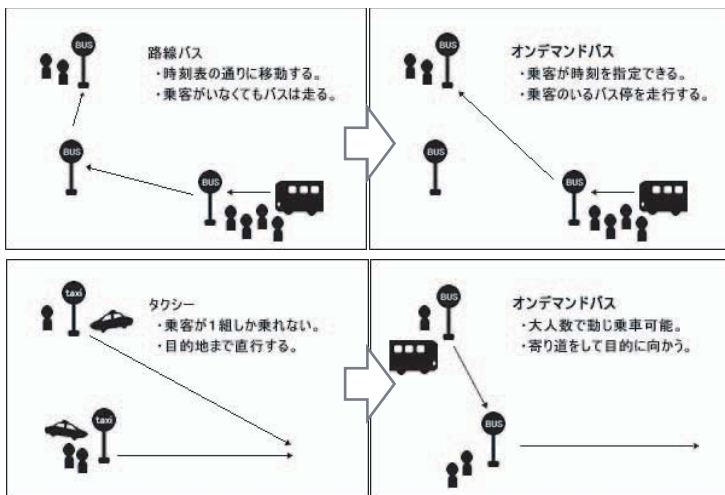 BUS
路線バス
・時刻表の通りに移動する。
・乗客がいなくてもバスは走る。
BUS
BUS
BUS
オンデマンドバス
・乗客が時刻を指定できる。
・乗客のいるバス停を走行する。
BUS
BUS
taxi
タクシー
・乗客が1組しか乗れない。
・目的地まで直行する。
taxi
BUS
オンデマンドバス
・大人数で動じ乗車可能。
・寄り道をして目的に向かう。
BUS